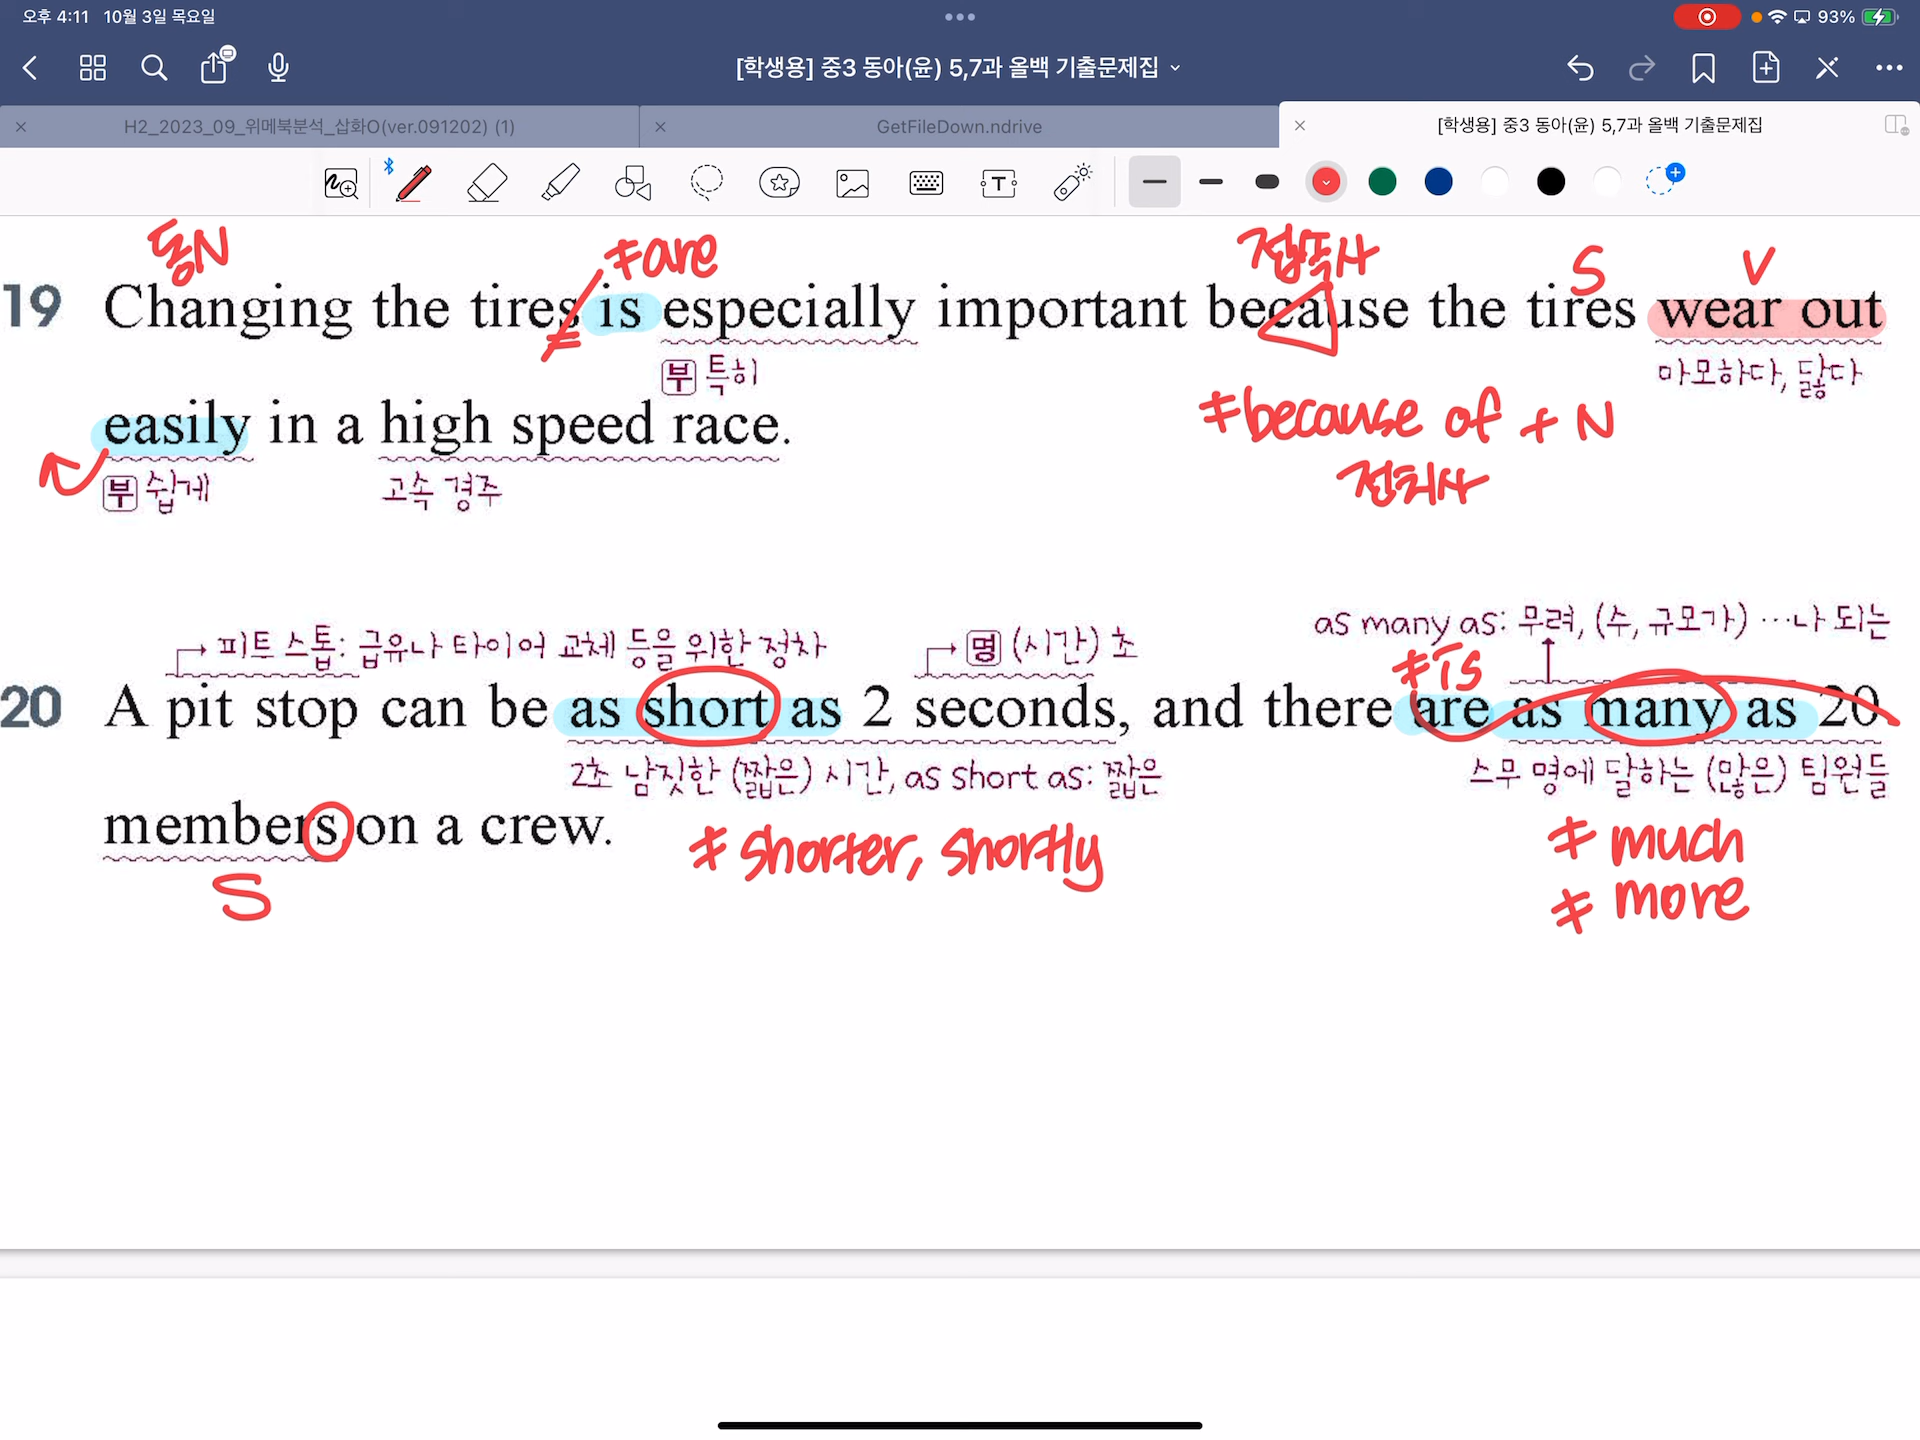 오후 4:11 10월 3일 목요일
93%
[학생용] 중3 동아(윤) 5,7과 올백 기출문제집
H2_2023_09_위메북분석_삽화O(ver.091202) (1)
GetFileDown.ndrive
[학생용] 중3 동아(윤) 5,7과 올백 기출문제집
동N ≠are 접속사 S V
19 Changing the tires is especially important because the tires wear out
부 특히 마모하다, 닳다
easily in a high speed race.
≠because of + N
부 쉽게 고속 경주 전치사
as many as: 무려, (수, 규모가) …나 되는
피트 스톱: 급유나 타이어 교체 등을 위한 정차 명 (시간) 초
≠is
20 A pit stop can be as short as 2 seconds, and there are as many as 20
2초 남짓한 (짧은) 시간, as short as: 짧은 스무 명에 달하는 (많은) 팀원들
members on a crew.
≠ shorter, shortly ≠ much
S ≠ more